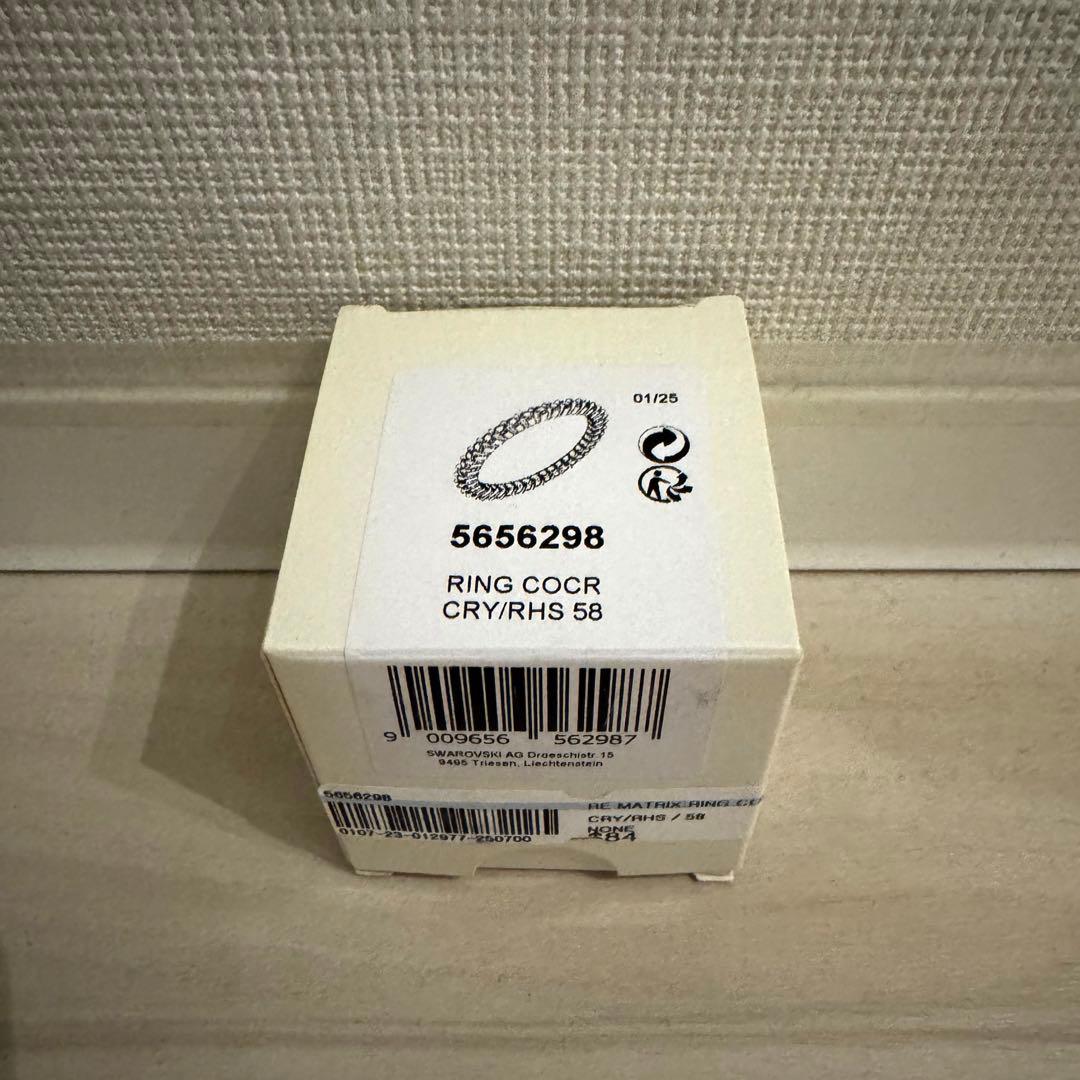 01/25
5656298
RING COCR
CRY/RHS 58
9 009656 562987
SWAROVSKI AG Droeschistr. 15
9495 Triesen, Liechtenstein
5656298
RE MATRIX RING
CRY/RHS / 58
0107-23-012977-250700
NONE
$84